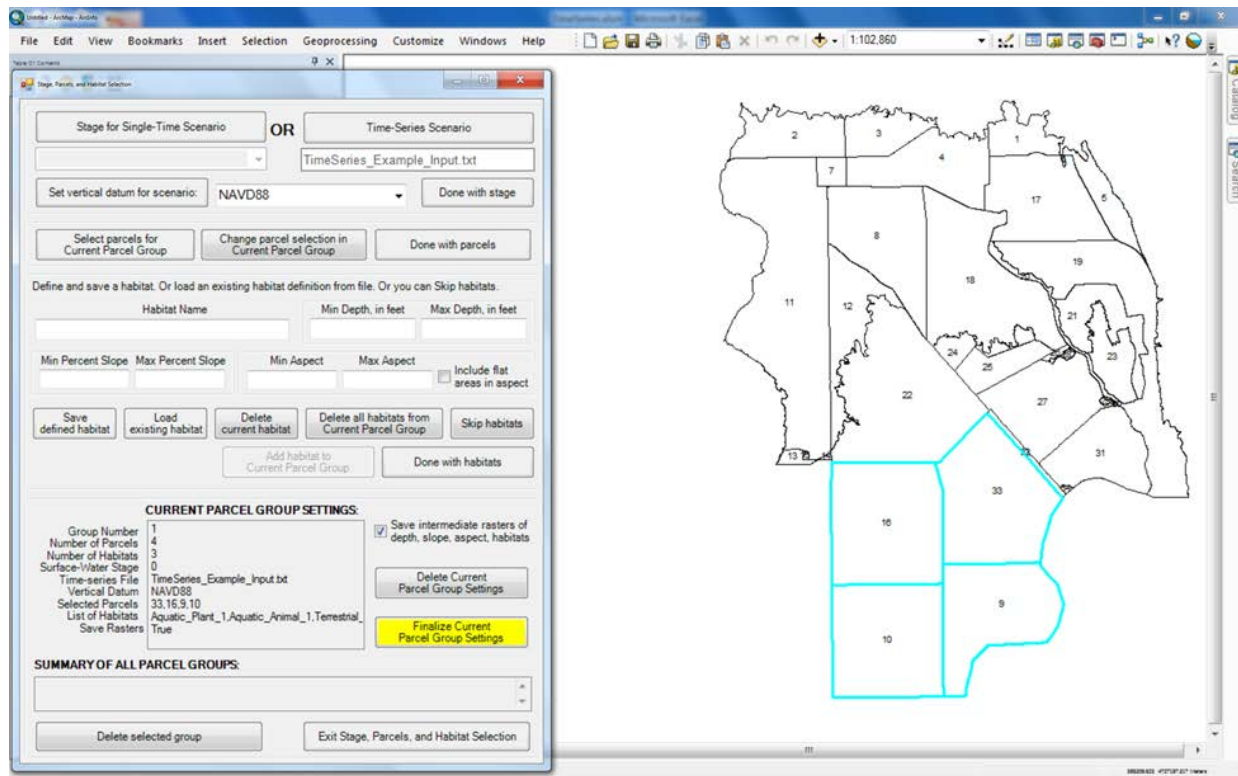 Untitled - ArcMap - ArcInfo
TimeSeries.xlsm - Microsoft Excel
File Edit View Bookmarks Insert Selection Geoprocessing Customize Windows Help
1:102,860
Table Of Contents
Stage, Parcels, and Habitat Selection
Catalog
Search
Stage for Single-Time Scenario OR Time-Series Scenario
TimeSeries_Example_Input.txt
Set vertical datum for scenario: NAVD88 Done with stage
Select parcels for
Current Parcel Group
Change parcel selection in
Current Parcel Group
Done with parcels
Define and save a habitat. Or load an existing habitat definition from file. Or you can Skip habitats.
Habitat Name Min Depth, in feet Max Depth, in feet
Min Percent Slope Max Percent Slope Min Aspect Max Aspect
Include flat
areas in aspect
Save
defined habitat
Load
existing habitat
Delete
current habitat
Delete all habitats from
Current Parcel Group
Skip habitats
Add habitat to
Current Parcel Group
Done with habitats
CURRENT PARCEL GROUP SETTINGS:
Group Number 1
Number of Parcels 4
Number of Habitats 3
Surface-Water Stage 0
Time-series File TimeSeries_Example_Input.txt
Vertical Datum NAVD88
Selected Parcels 33,16,9,10
List of Habitats Aquatic_Plant_1,Aquatic_Animal_1,Terrestrial_
Save Rasters True
Save intermediate rasters of
depth, slope, aspect, habitats
Delete Current
Parcel Group Settings
Finalize Current
Parcel Group Settings
SUMMARY OF ALL PARCEL GROUPS:
Delete selected group Exit Stage, Parcels, and Habitat Selection
2
3
1
4
7
5
17
8
19
18
11
12
21
24
25
23
22
27
13
31
33
16
9
10